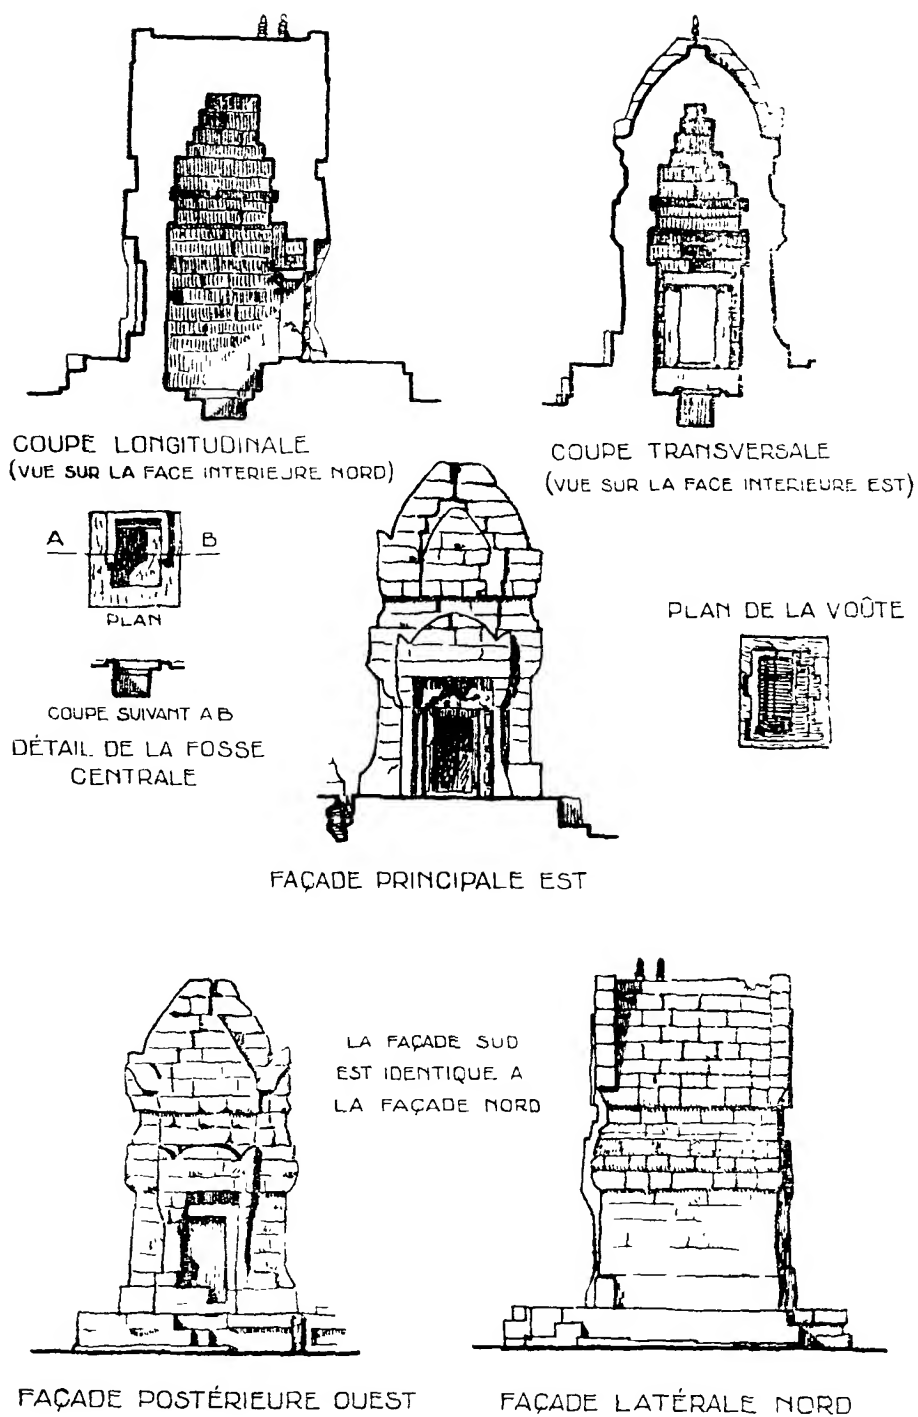 COUPE LONGITUDINALE
(VUE SUR LA FACE INTERIEURE NORD)
COUPE TRANSVERSALE
(VUE SUR LA FACE INTERIEURE EST)
A B
PLAN
COUPE SUIVANT AB
DÉTAIL DE LA FOSSE
CENTRALE
PLAN DE LA VOÛTE
FAÇADE PRINCIPALE EST
LA FAÇADE SUD
EST IDENTIQUE A
LA FAÇADE NORD
FAÇADE POSTÉRIEURE OUEST
FAÇADE LATÉRALE NORD